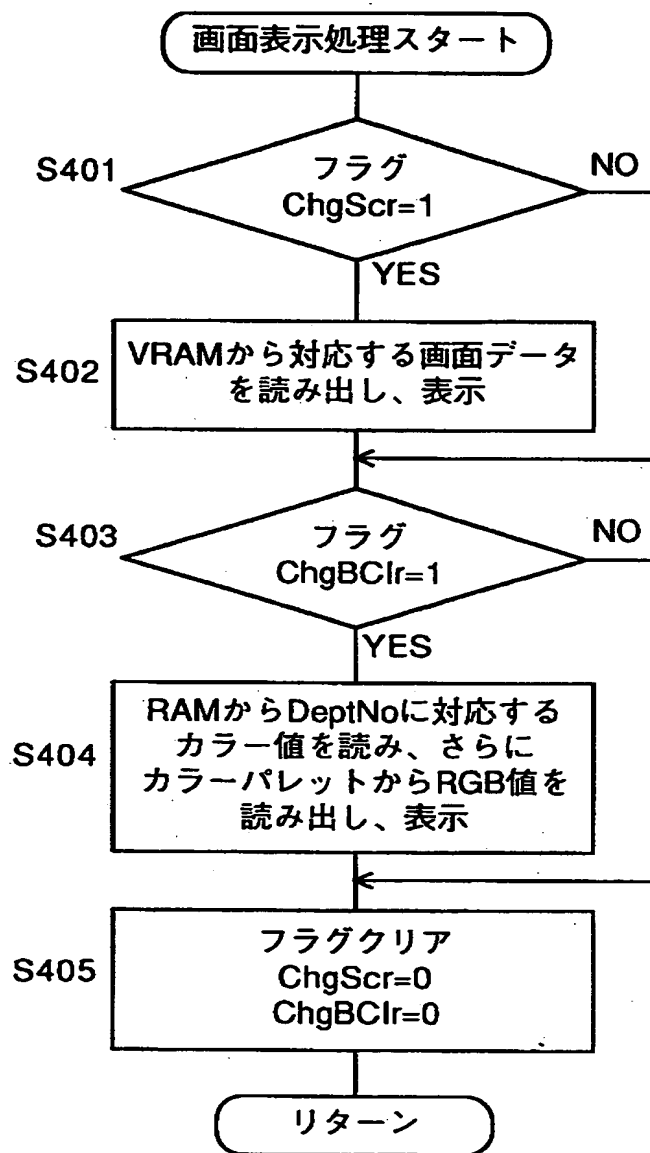 画面表示処理スタート
S401
フラグ
ChgScr=1
NO
YES
S402
VRAMから対応する画面データ
を読み出し、表示
S403
フラグ
ChgBClr=1
NO
YES
S404
RAMからDeptNoに対応する
カラー値を読み、さらに
カラーパレットからRGB値を
読み出し、表示
S405
フラグクリア
ChgScr=0
ChgBClr=0
リターン